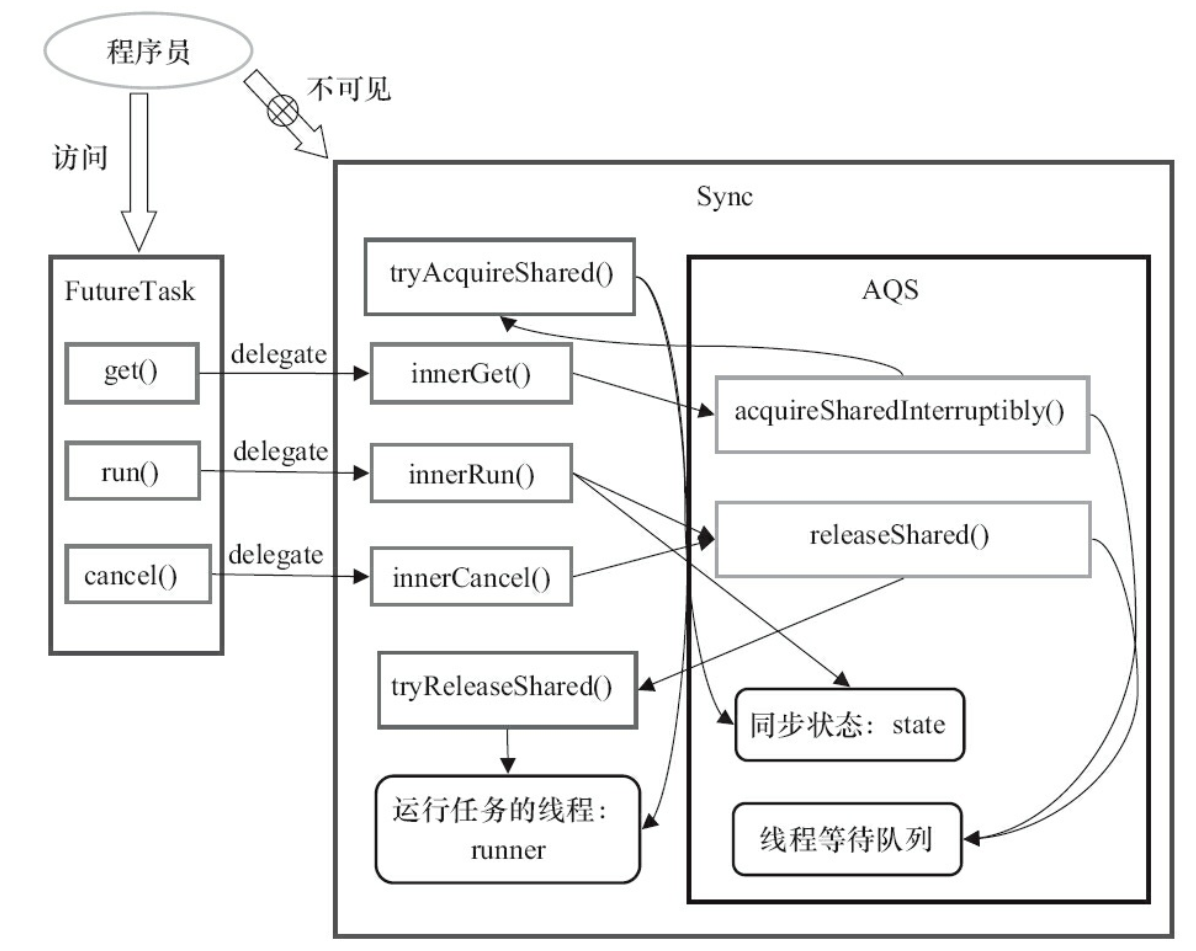 程序员
不可见
访问
Sync
FutureTask
tryAcquireShared()
AQS
get()
delegate
innerGet()
acquireSharedInterruptibly()
run()
delegate
innerRun()
releaseShared()
cancel()
delegate
innerCancel()
tryReleaseShared()
同步状态：state
运行任务的线程：
runner
线程等待队列